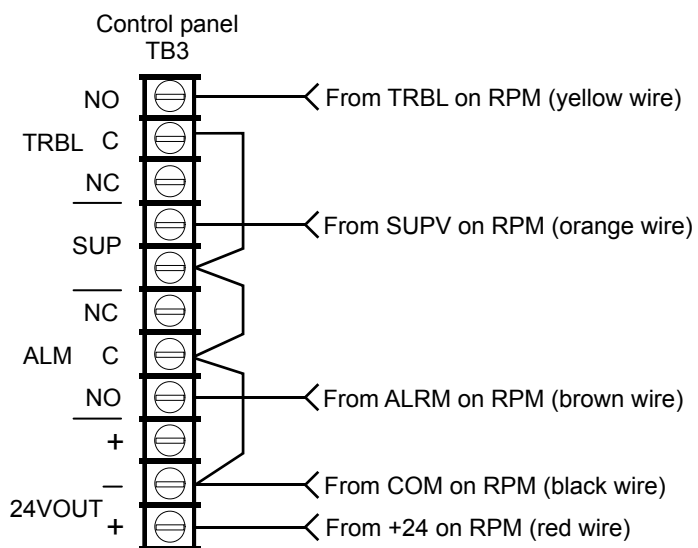 Control panel
TB3
NO
From TRBL on RPM (yellow wire)
TRBL C
NC
From SUPV on RPM (orange wire)
SUP
NC
ALM C
NO
From ALRM on RPM (brown wire)
+
–
From COM on RPM (black wire)
24VOUT
+
From +24 on RPM (red wire)